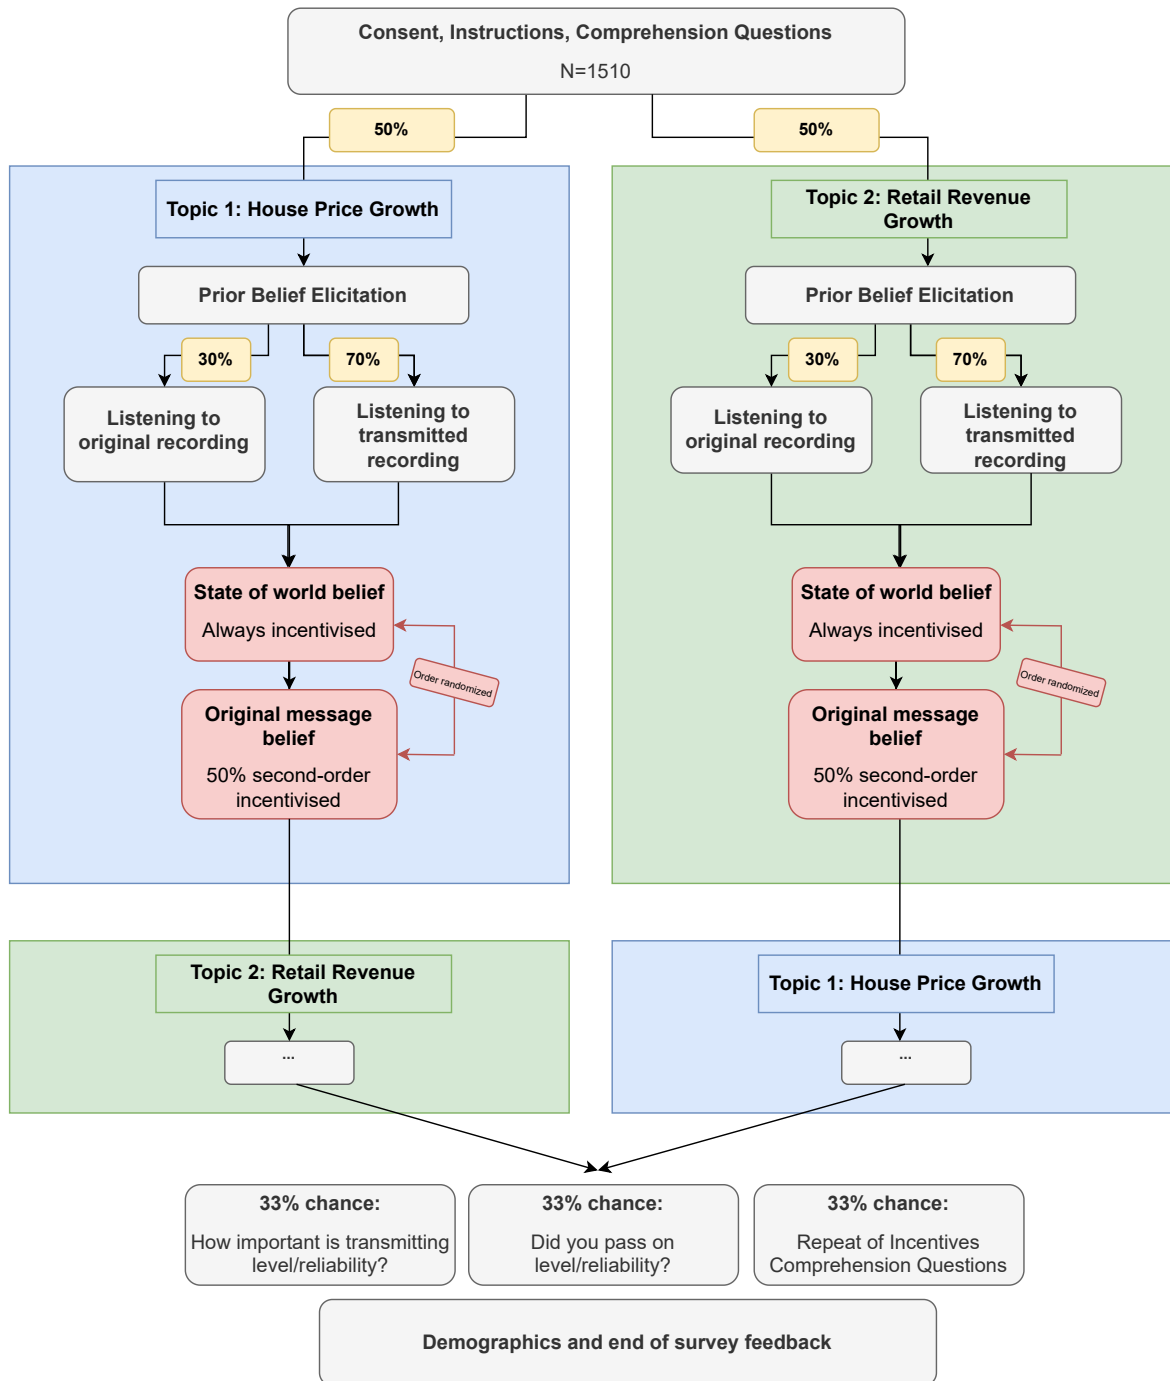 Consent, Instructions, Comprehension Questions
N=1510
50%
50%
Topic 1: House Price Growth
Prior Belief Elicitation
30%
70%
Listening to
original recording
Listening to
transmitted
recording
State of world belief
Always incentivised
Order randomized
Original message
belief
50% second-order
incentivised
Topic 2: Retail Revenue
Growth
Prior Belief Elicitation
30%
70%
Listening to
original recording
Listening to
transmitted
recording
State of world belief
Always incentivised
Order randomized
Original message
belief
50% second-order
incentivised
Topic 2: Retail Revenue
Growth
...
Topic 1: House Price Growth
...
33% chance:
How important is transmitting
level/reliability?
33% chance:
Did you pass on
level/reliability?
33% chance:
Repeat of Incentives
Comprehension Questions
Demographics and end of survey feedback